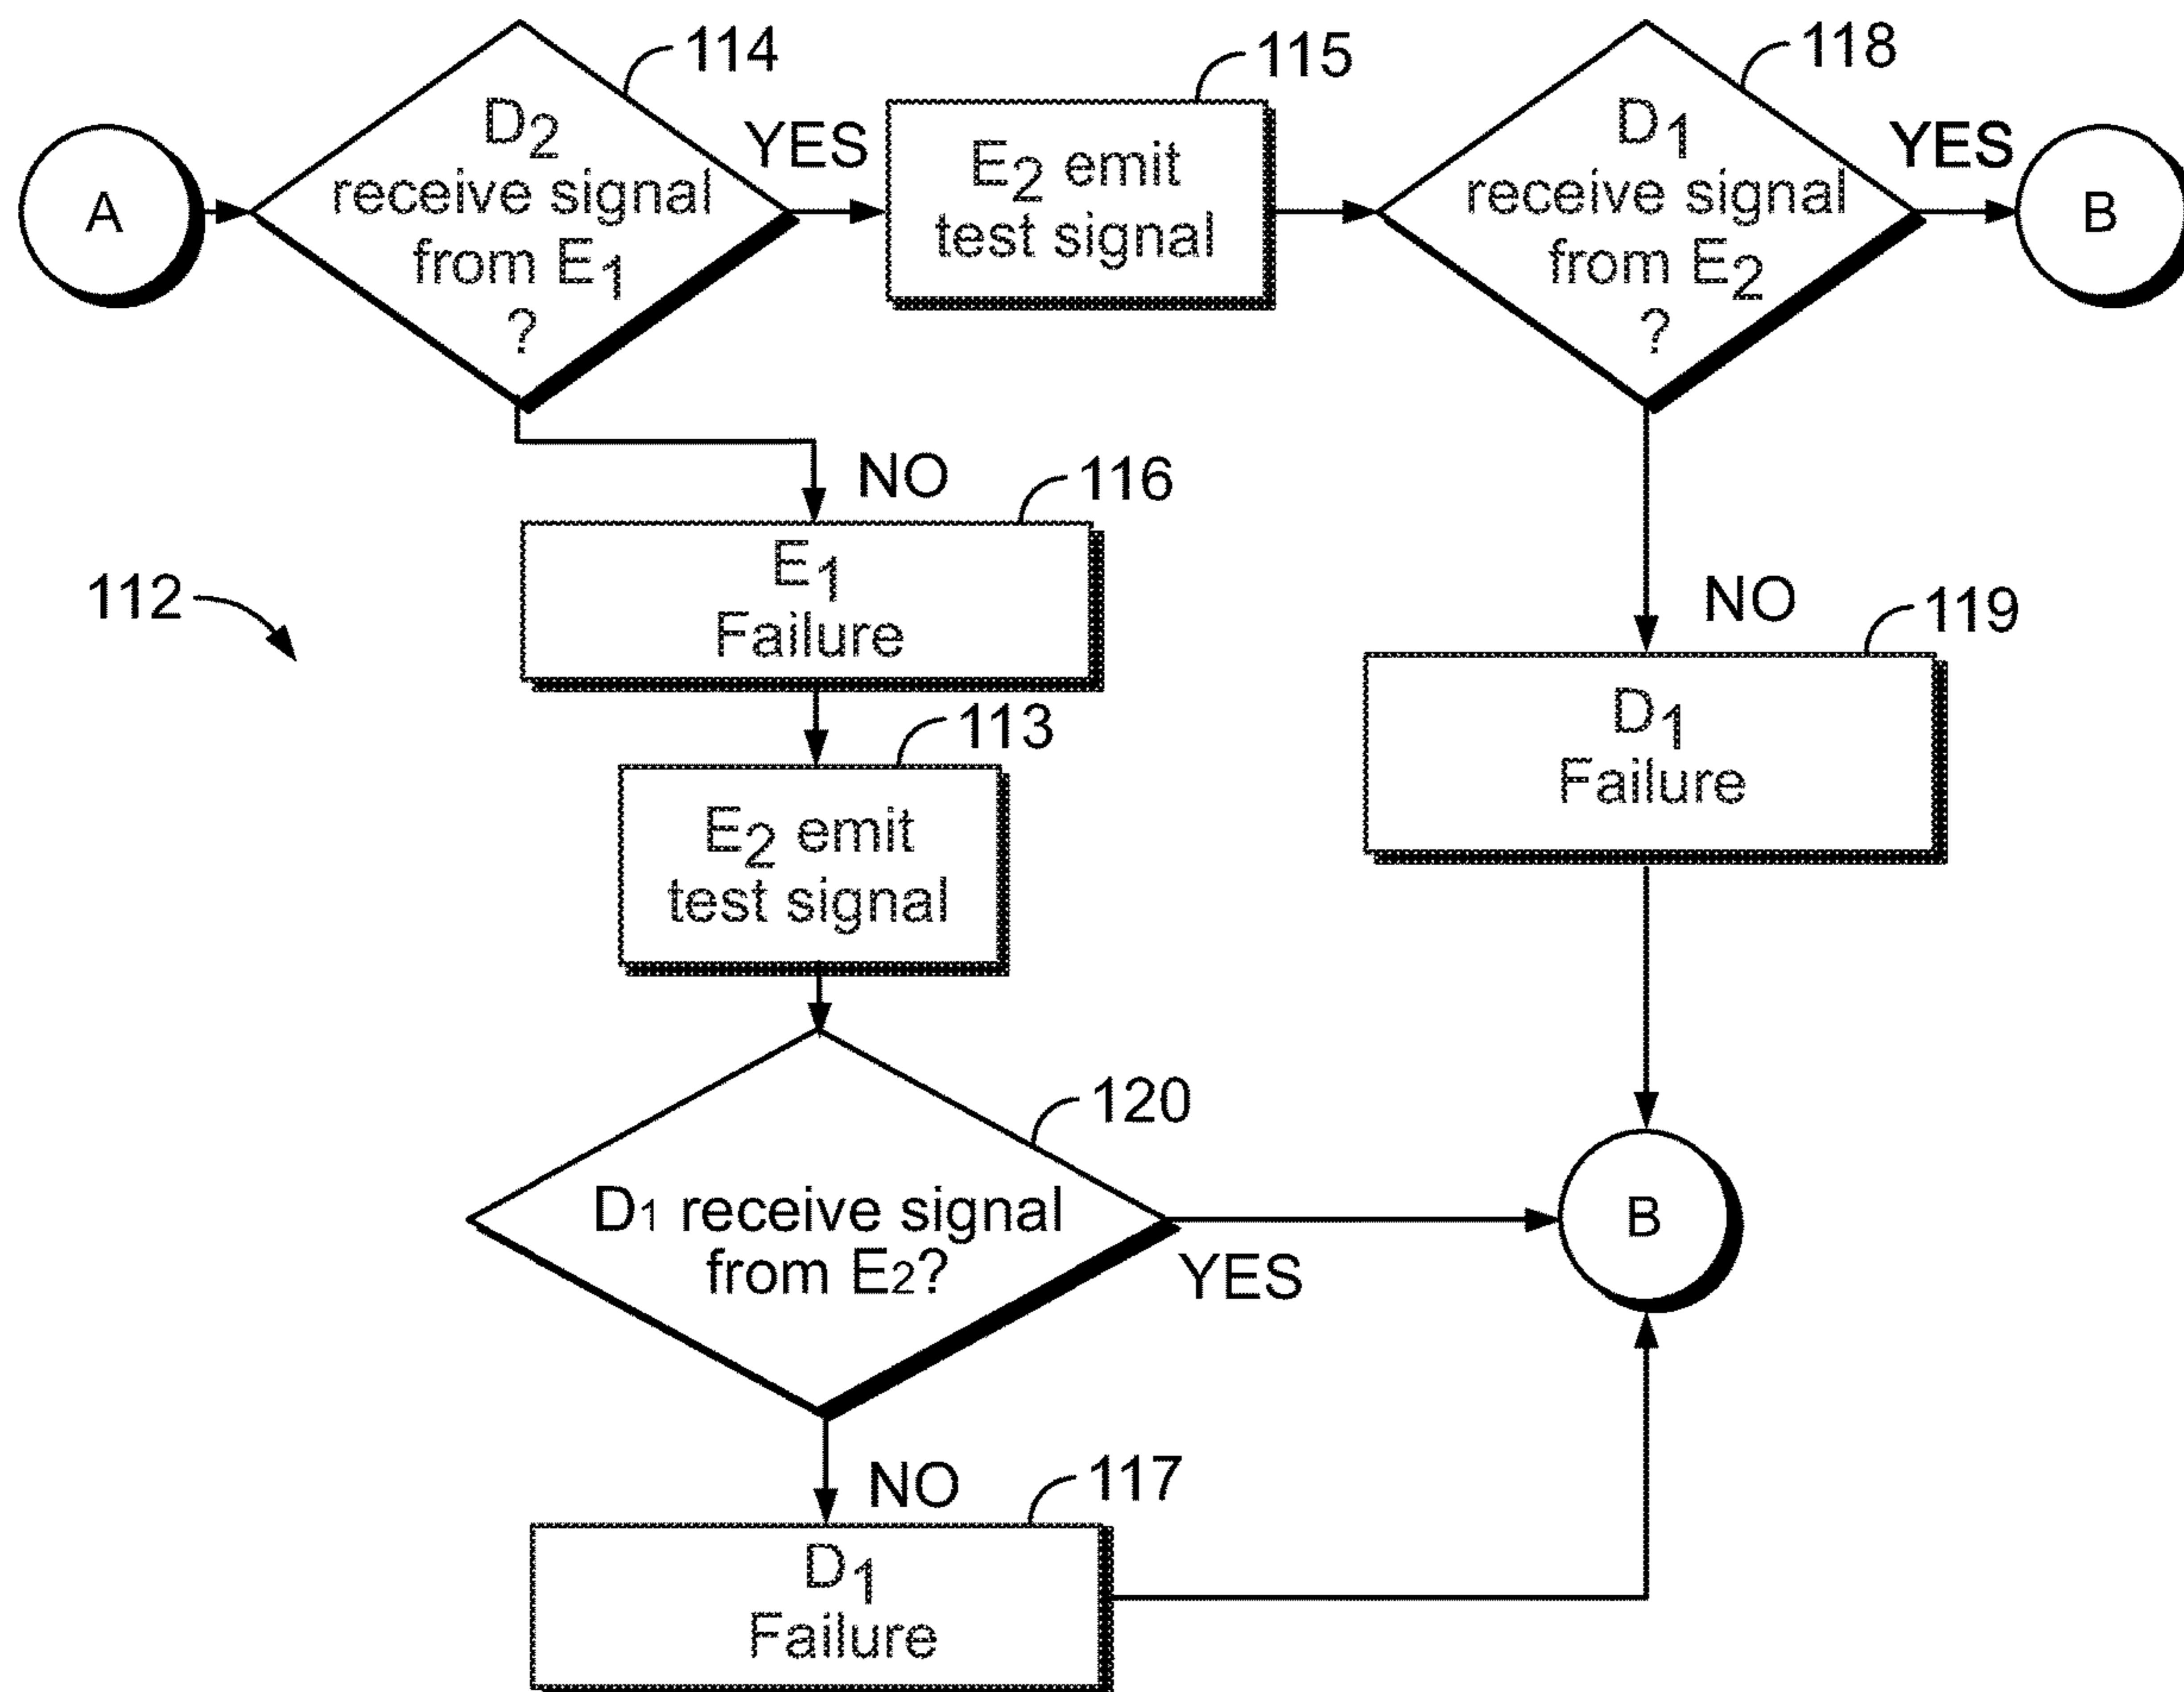 A
D2
receive signal
from E1
?
114
YES
E2 emit
test signal
115
D1
receive signal
from E2
?
118
YES
B
NO
116
E1
Failure
112
113
E2 emit
test signal
NO
119
D1
Failure
120
D1 receive signal
from E2?
YES
B
NO
117
D1
Failure